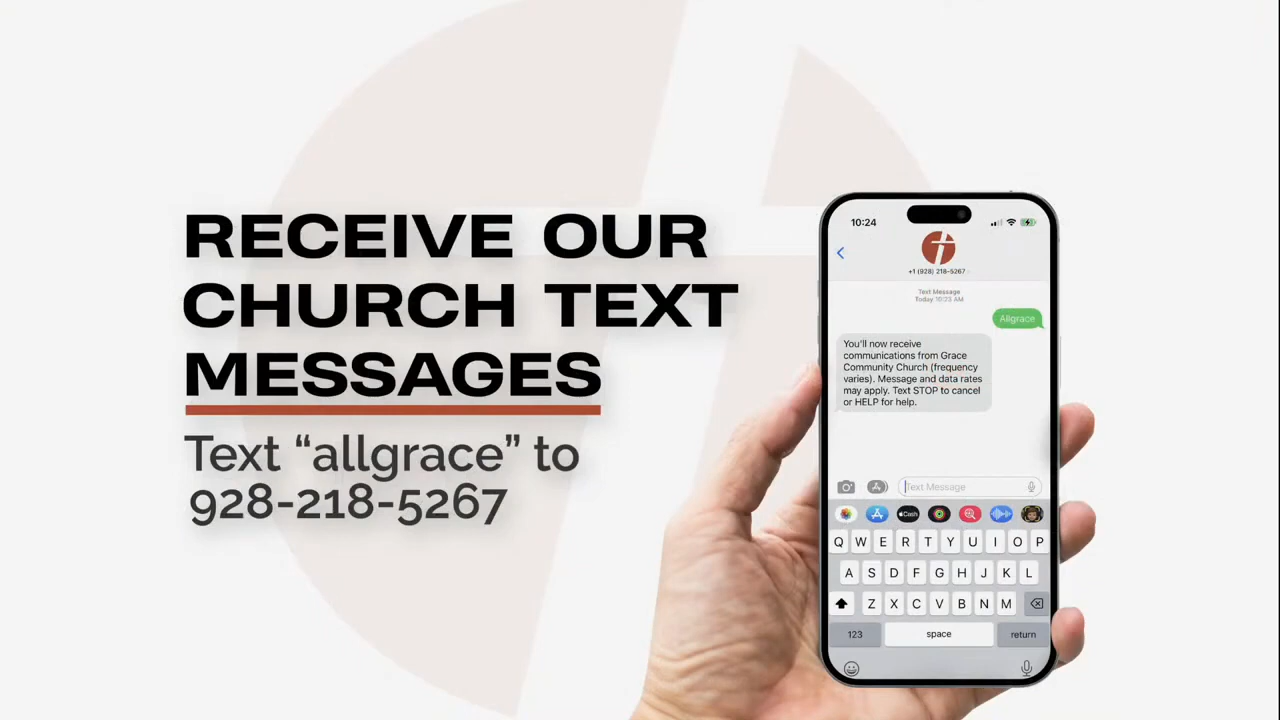 RECEIVE OUR
CHURCH TEXT
MESSAGES
Text “allgrace” to
928-218-5267
10:24
+1 (928) 218-5267
Text Message
Today 10:23 AM
Allgrace
You'll now receive
communications from Grace
Community Church (frequency
varies). Message and data rates
may apply. Text STOP to cancel
or HELP for help.
Text Message
Cash
Q W E R T Y U I O P
A S D F G H J K L
Z X C V B N M
123 space return